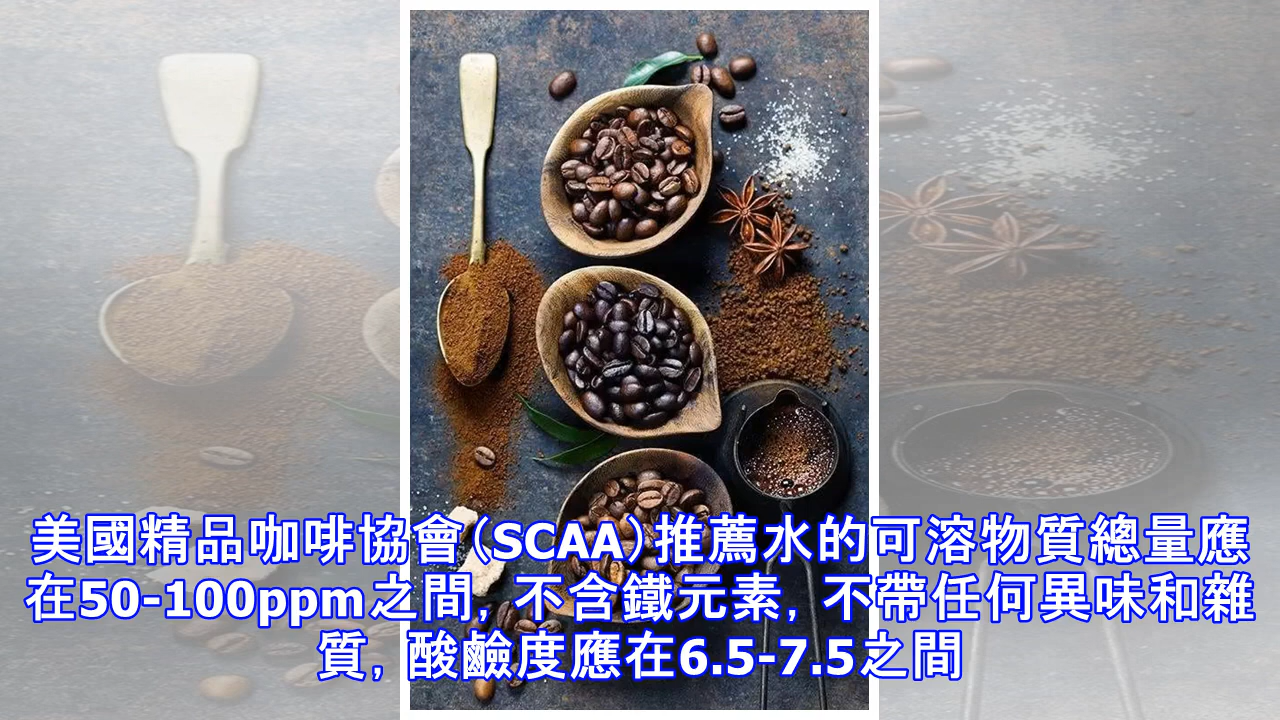 美國精品咖啡協會(SCAA)推薦水的可溶物質總量應
在50-100ppm之間, 不含鐵元素, 不帶任何異味和雜
質, 酸鹼度應在6.5-7.5之間